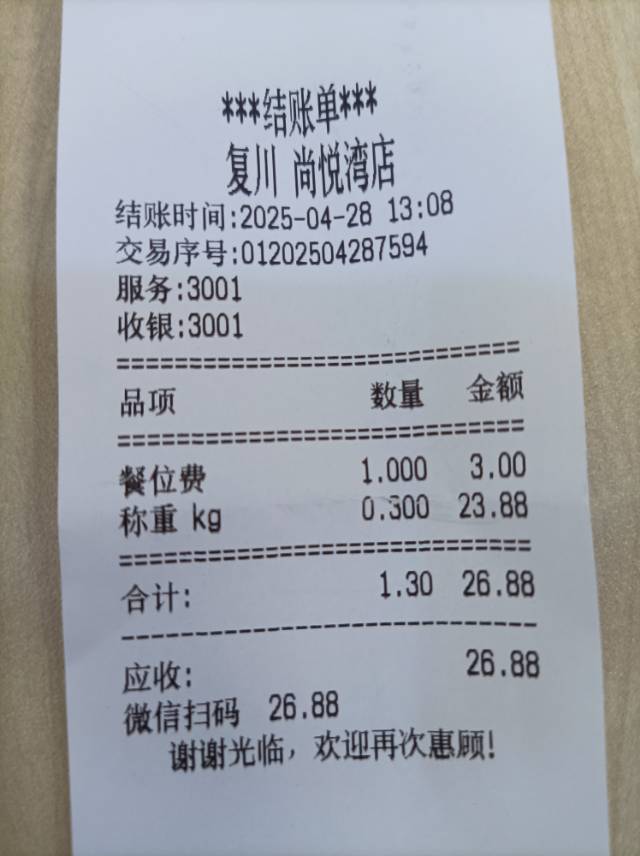 ***结账单***
复川 尚悦湾店
结账时间:2025-04-28 13:08
交易序号:01202504287594
服务:3001
收银:3001
================================
品项 数量 金额
================================
餐位费 1.000 3.00
称重 kg 0.300 23.88
================================
合计: 1.30 26.88
--------------------------------
应收: 26.88
微信扫码 26.88
谢谢光临，欢迎再次惠顾!